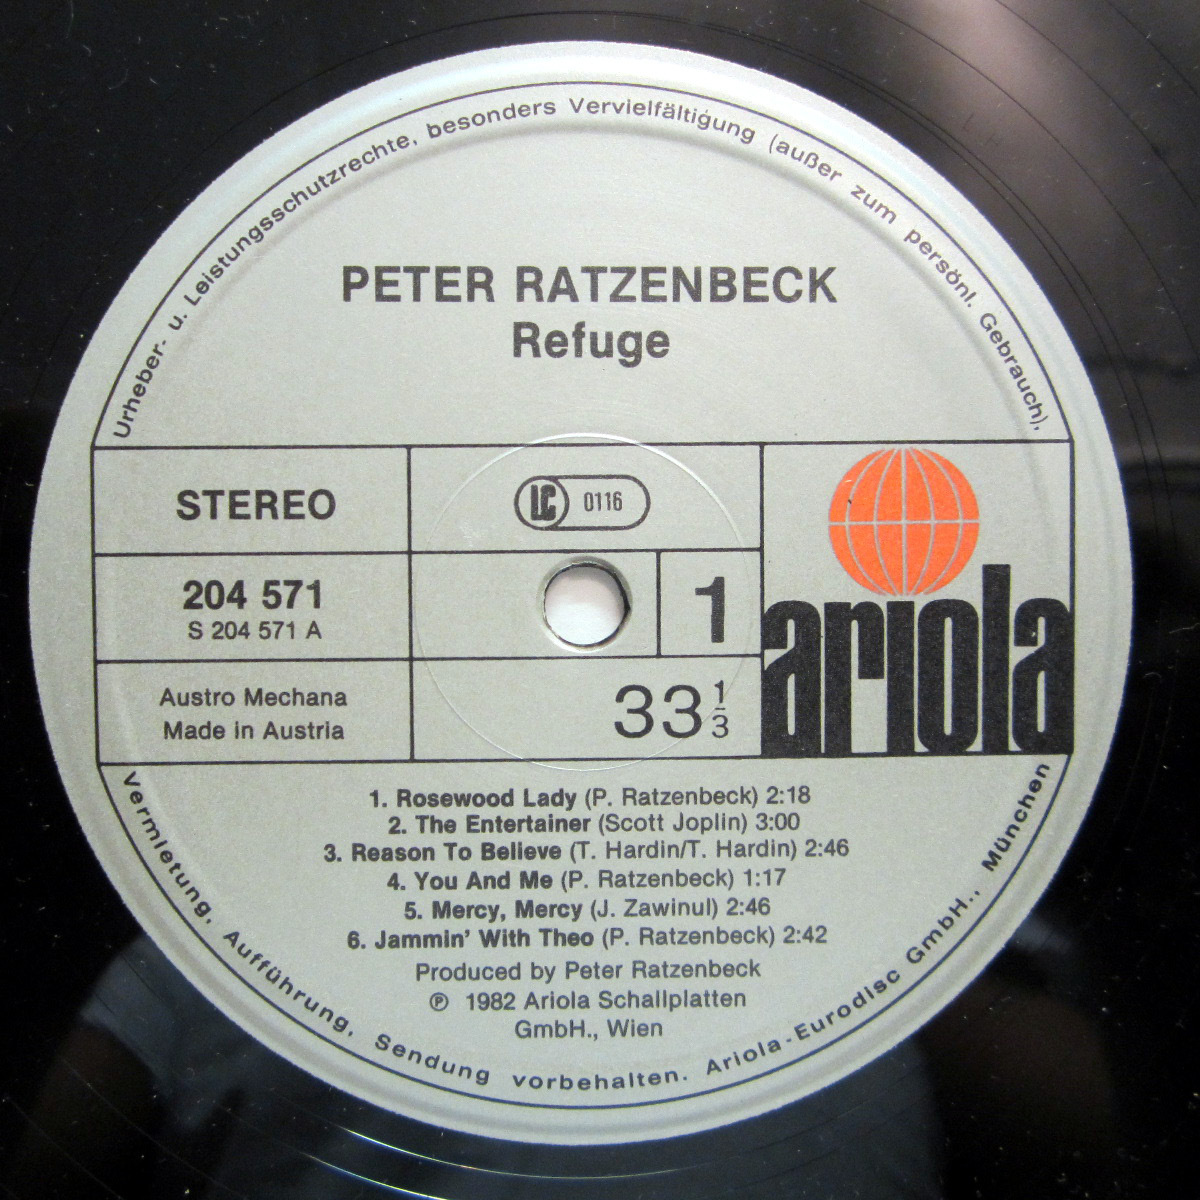 Urheber- u. Leistungsschutzrechte, besonders Vervielfältigung (außer zum persönl. Gebrauch),
PETER RATZENBECK
Refuge
STEREO
LC 0116
204 571
S 204 571 A
1
ariola
Austro Mechana
Made in Austria
33 1/3
1. Rosewood Lady (P. Ratzenbeck) 2:18
2. The Entertainer (Scott Joplin) 3:00
3. Reason To Believe (T. Hardin/T. Hardin) 2:46
4. You And Me (P. Ratzenbeck) 1:17
5. Mercy, Mercy (J. Zawinul) 2:46
6. Jammin' With Theo (P. Ratzenbeck) 2:42
Produced by Peter Ratzenbeck
℗ 1982 Ariola Schallplatten
GmbH., Wien
Vermietung, Aufführung, Sendung vorbehalten. Ariola-Eurodisc GmbH., München